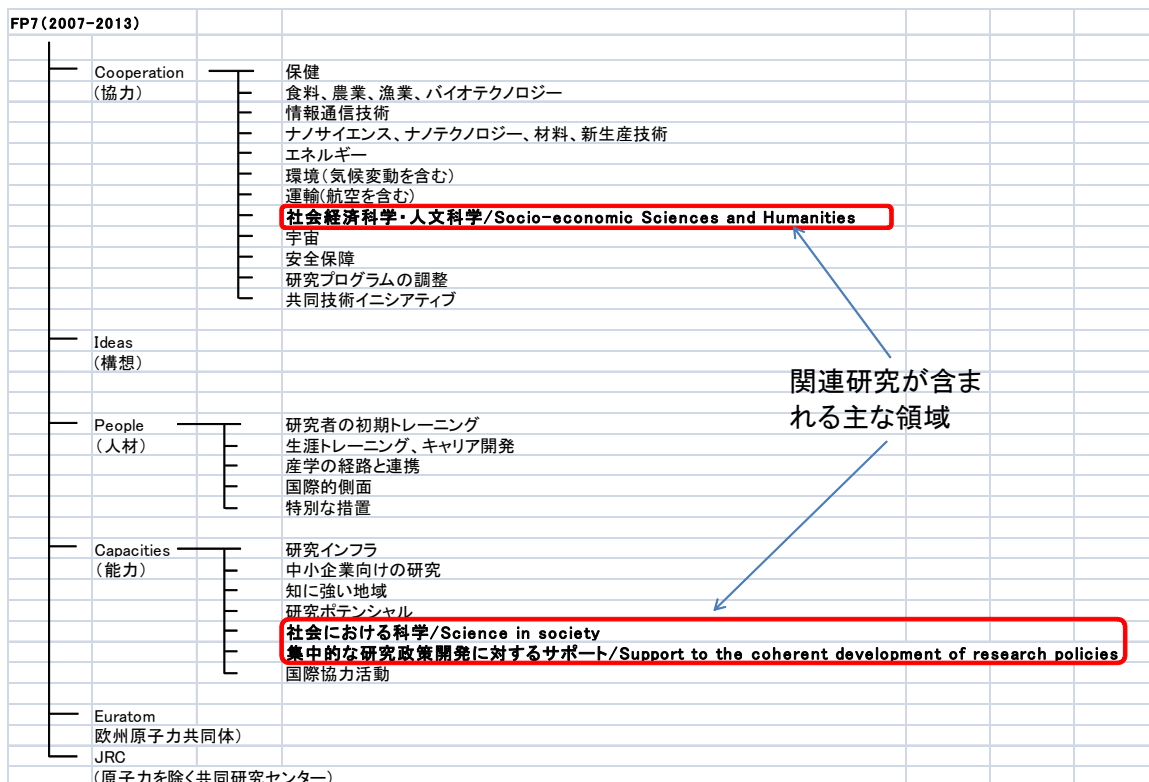 FP7(2007-2013)
Cooperation
(協力)
保健
食料、農業、漁業、バイオテクノロジー
情報通信技術
ナノサイエンス、ナノテクノロジー、材料、新生産技術
エネルギー
環境(気候変動を含む)
運輸(航空を含む)
社会経済科学・人文科学/Socio-economic Sciences and Humanities
宇宙
安全保障
研究プログラムの調整
共同技術イニシアティブ
Ideas
(構想)
関連研究が含ま
れる主な領域
People
(人材)
研究者の初期トレーニング
生涯トレーニング、キャリア開発
産学の経路と連携
国際的側面
特別な措置
Capacities
(能力)
研究インフラ
中小企業向けの研究
知に強い地域
研究ポテンシャル
社会における科学/Science in society
集中的な研究政策開発に対するサポート/Support to the coherent development of research policies
国際協力活動
Euratom
欧州原子力共同体)
JRC
(原子力を除く共同研究センター)